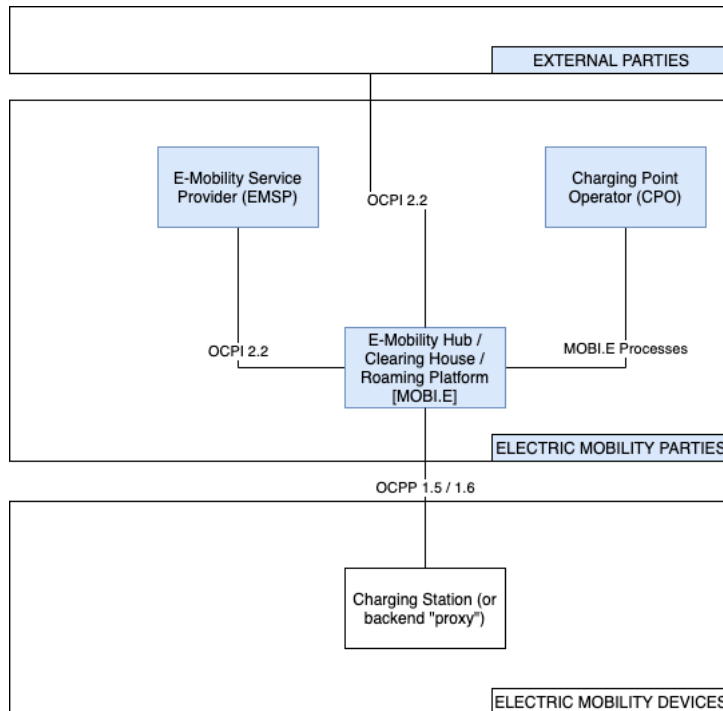 EXTERNAL PARTIES
E-Mobility Service
Provider (EMSP)
Charging Point
Operator (CPO)
OCPI 2.2
OCPI 2.2
E-Mobility Hub /
Clearing House /
Roaming Platform
[MOBI.E]
MOBI.E Processes
ELECTRIC MOBILITY PARTIES
OCPP 1.5 / 1.6
Charging Station (or
backend "proxy")
ELECTRIC MOBILITY DEVICES